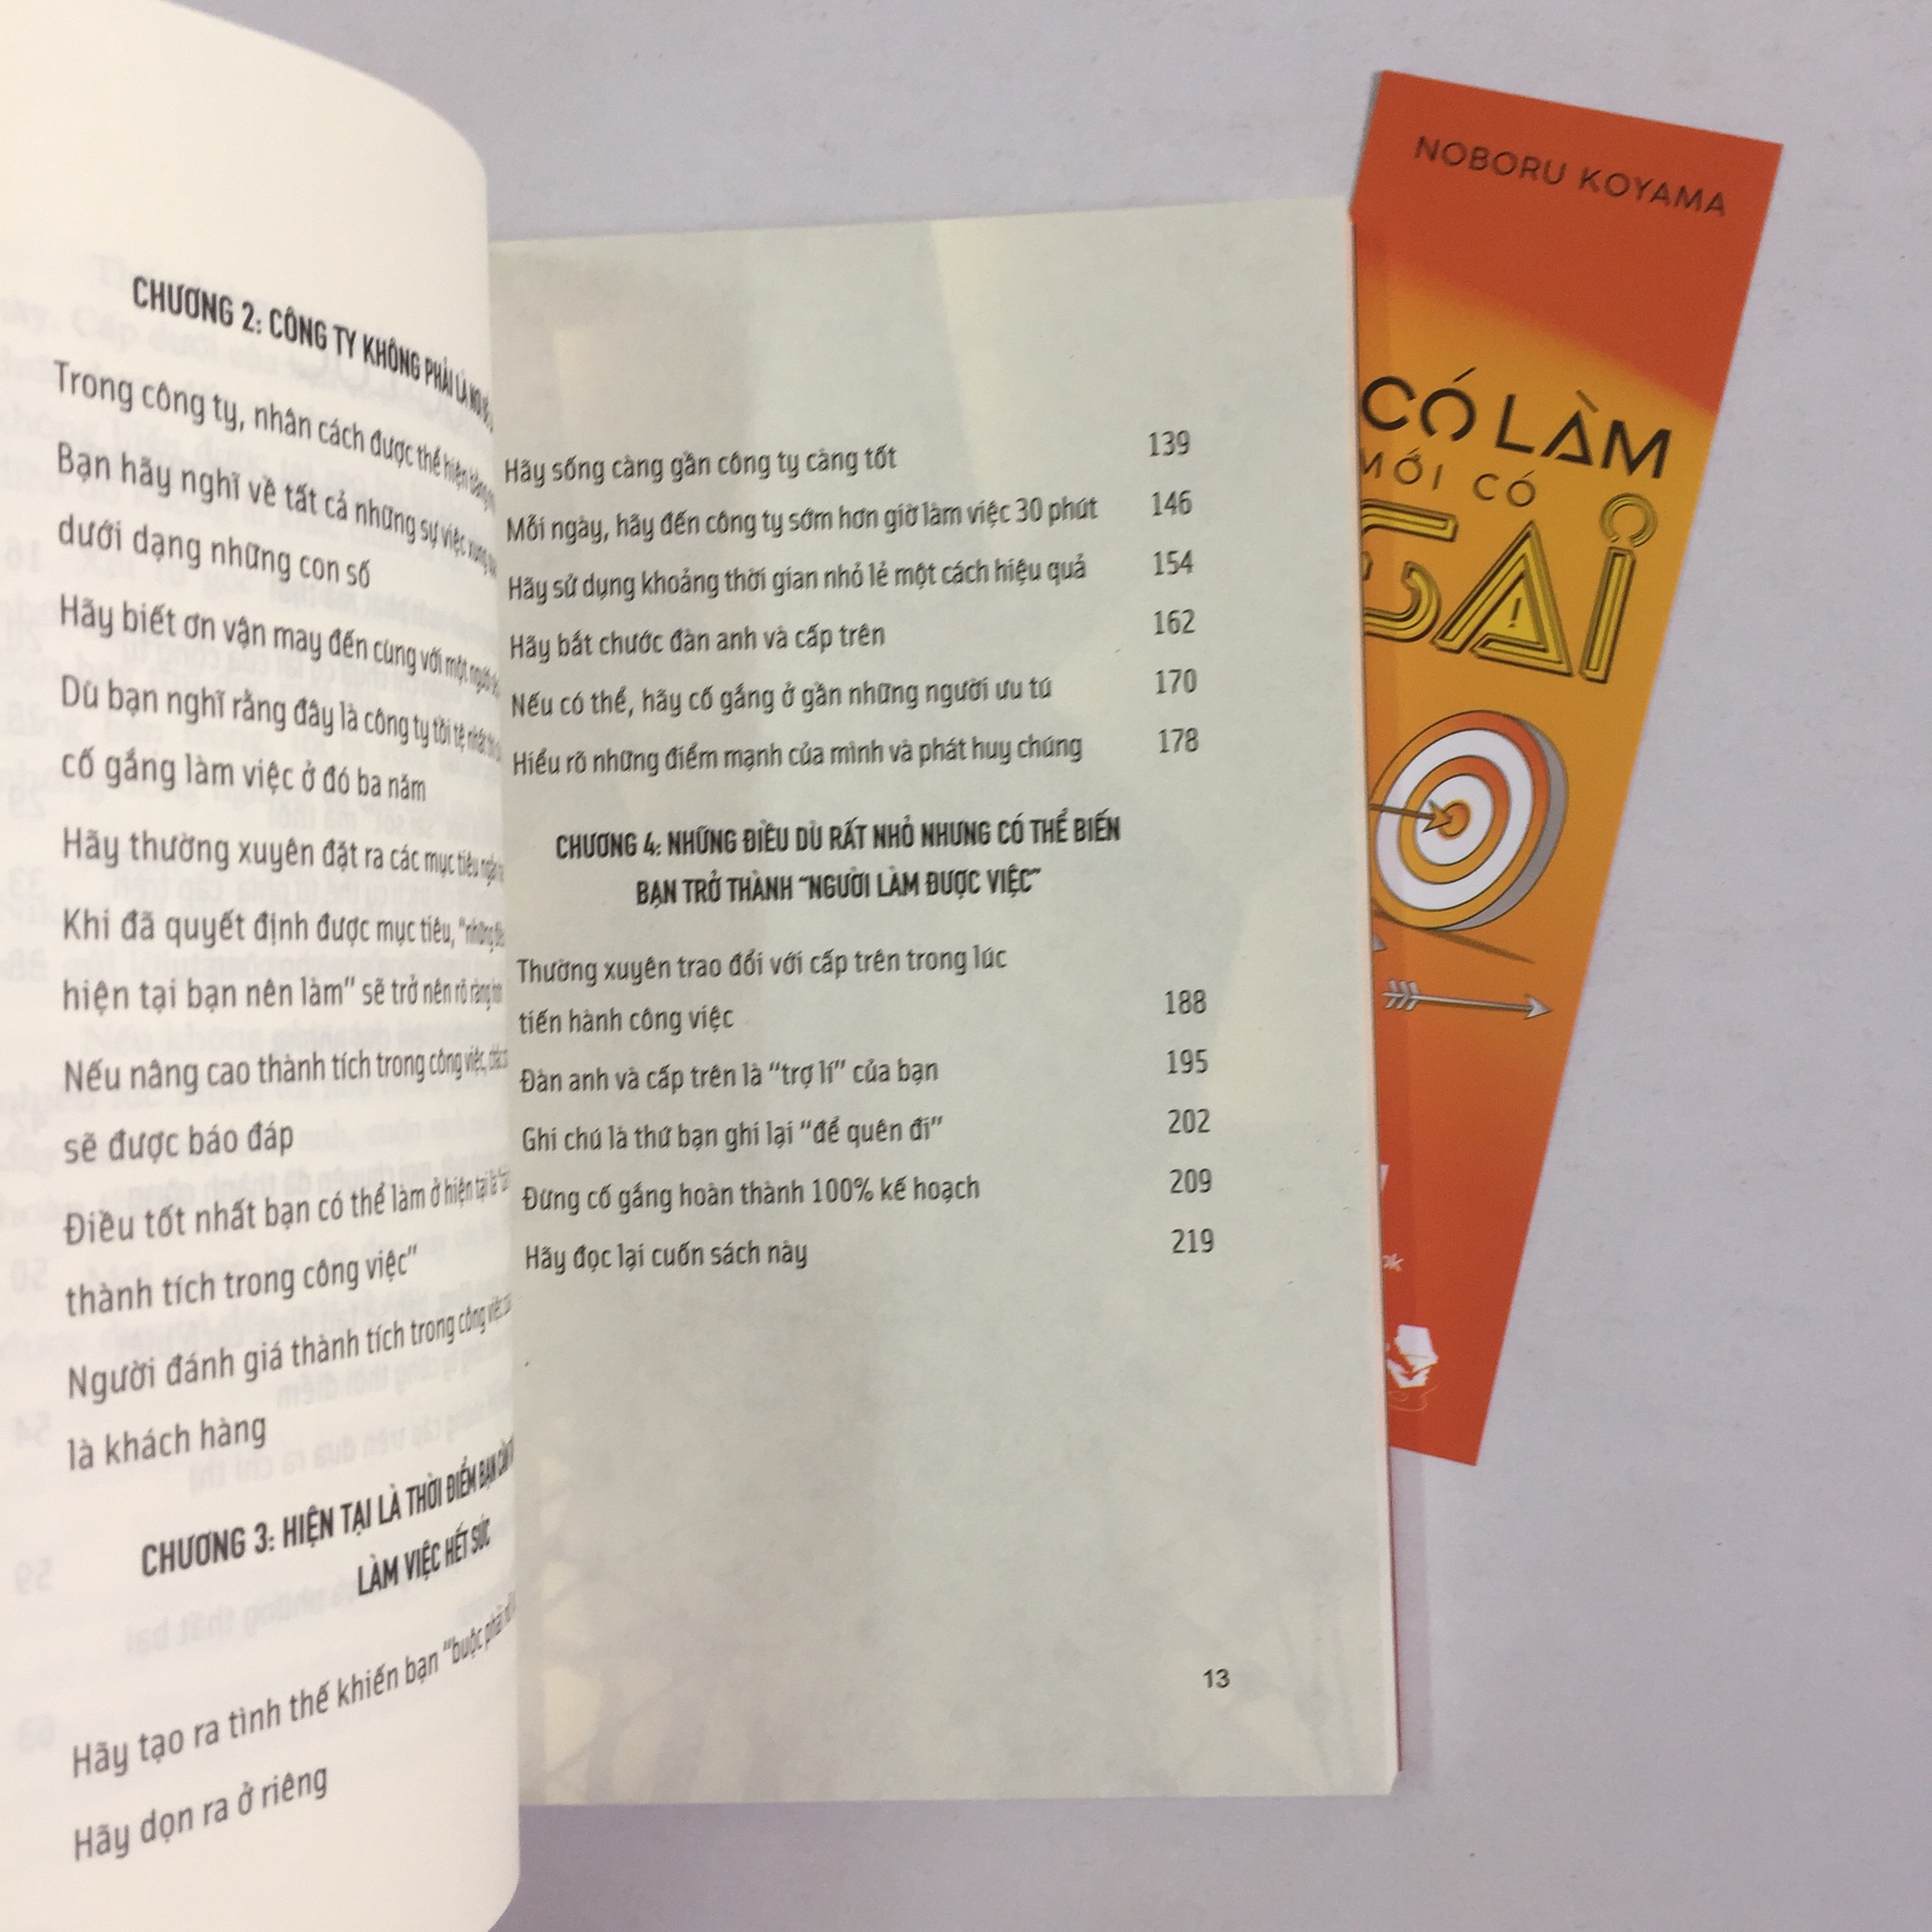 CHƯƠNG 2: CÔNG TY KHÔNG PHẢI LÀ NƠI
Trong công ty, nhân cách được thể hiện bằng
Bạn hãy nghĩ về tất cả những sự việc xung
dưới dạng những con số
Hãy biết ơn vận may đến cùng với một người
Dù bạn nghĩ rằng đây là công ty tồi tệ nhất
cố gắng làm việc ở đó ba năm
Hãy thường xuyên đặt ra các mục tiêu ngắn
Khi đã quyết định được mục tiêu, "những
hiện tại bạn nên làm" sẽ trở nên rõ ràng
Nếu nâng cao thành tích trong công việc,
sẽ được báo đáp
Điều tốt nhất bạn có thể làm ở hiện tại là
thành tích trong công việc"
Người đánh giá thành tích trong công việc
là khách hàng
CHƯƠNG 3: HIỆN TẠI LÀ THỜI ĐIỂM BẠN CẦN
LÀM VIỆC HẾT SỨC
Hãy tạo ra tình thế khiến bạn "buộc phải
Hãy dọn ra ở riêng
Hãy sống càng gần công ty càng tốt 139
Mỗi ngày, hãy đến công ty sớm hơn giờ làm việc 30 phút 146
Hãy sử dụng khoảng thời gian nhỏ lẻ một cách hiệu quả 154
Hãy bắt chước đàn anh và cấp trên 162
Nếu có thể, hãy cố gắng ở gần những người ưu tú 170
Hiểu rõ những điểm mạnh của mình và phát huy chúng 178
CHƯƠNG 4: NHỮNG ĐIỀU DÙ RẤT NHỎ NHƯNG CÓ THỂ BIẾN
BẠN TRỞ THÀNH "NGƯỜI LÀM ĐƯỢC VIỆC"
Thường xuyên trao đổi với cấp trên trong lúc
tiến hành công việc 188
Đàn anh và cấp trên là "trợ lí" của bạn 195
Ghi chú là thứ bạn ghi lại "để quên đi" 202
Đừng cố gắng hoàn thành 100% kế hoạch 209
Hãy đọc lại cuốn sách này 219
13
NOBORU KOYAMA
CÓ LÀM
MỚI CÓ